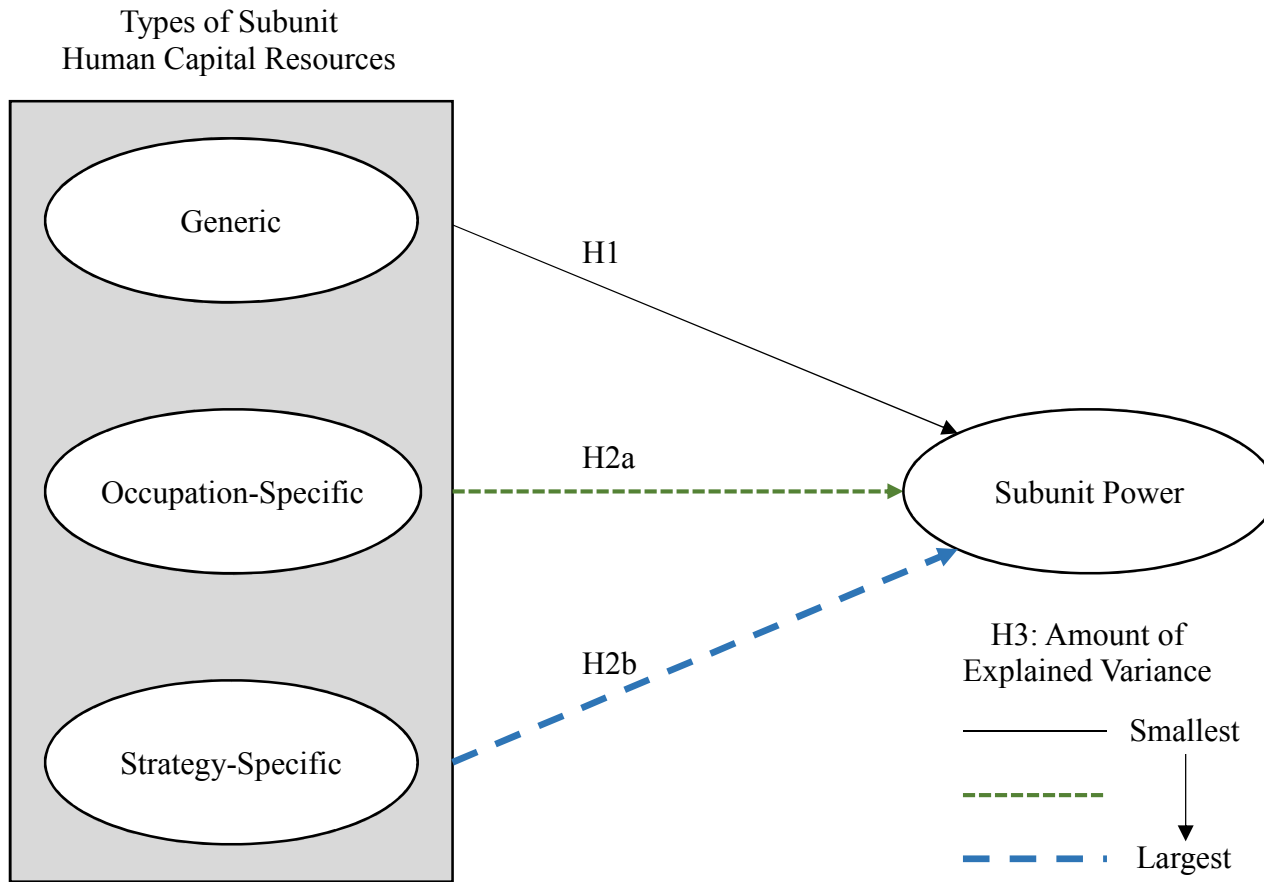 Types of Subunit
Human Capital Resources
Generic
H1
Occupation-Specific
H2a
Subunit Power
Strategy-Specific
H2b
H3: Amount of
Explained Variance
Smallest
Largest